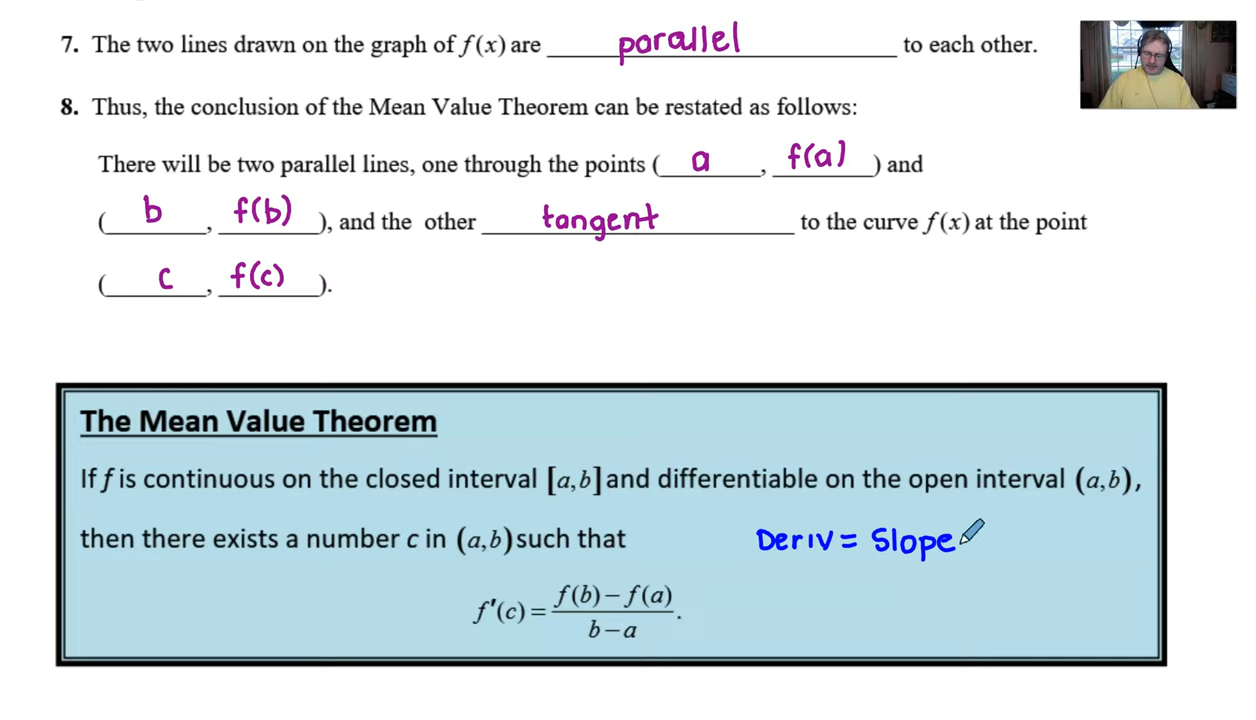 7. The two lines drawn on the graph of f(x) are parallel to each other.
8. Thus, the conclusion of the Mean Value Theorem can be restated as follows:
There will be two parallel lines, one through the points ( a , f(a) ) and
( b , f(b) ), and the other tangent to the curve f(x) at the point
( c , f(c) ).
The Mean Value Theorem
If f is continuous on the closed interval [a,b] and differentiable on the open interval (a,b),
then there exists a number c in (a,b) such that
Deriv = Slope
f'(c) = f(b) − f(a) / b − a .